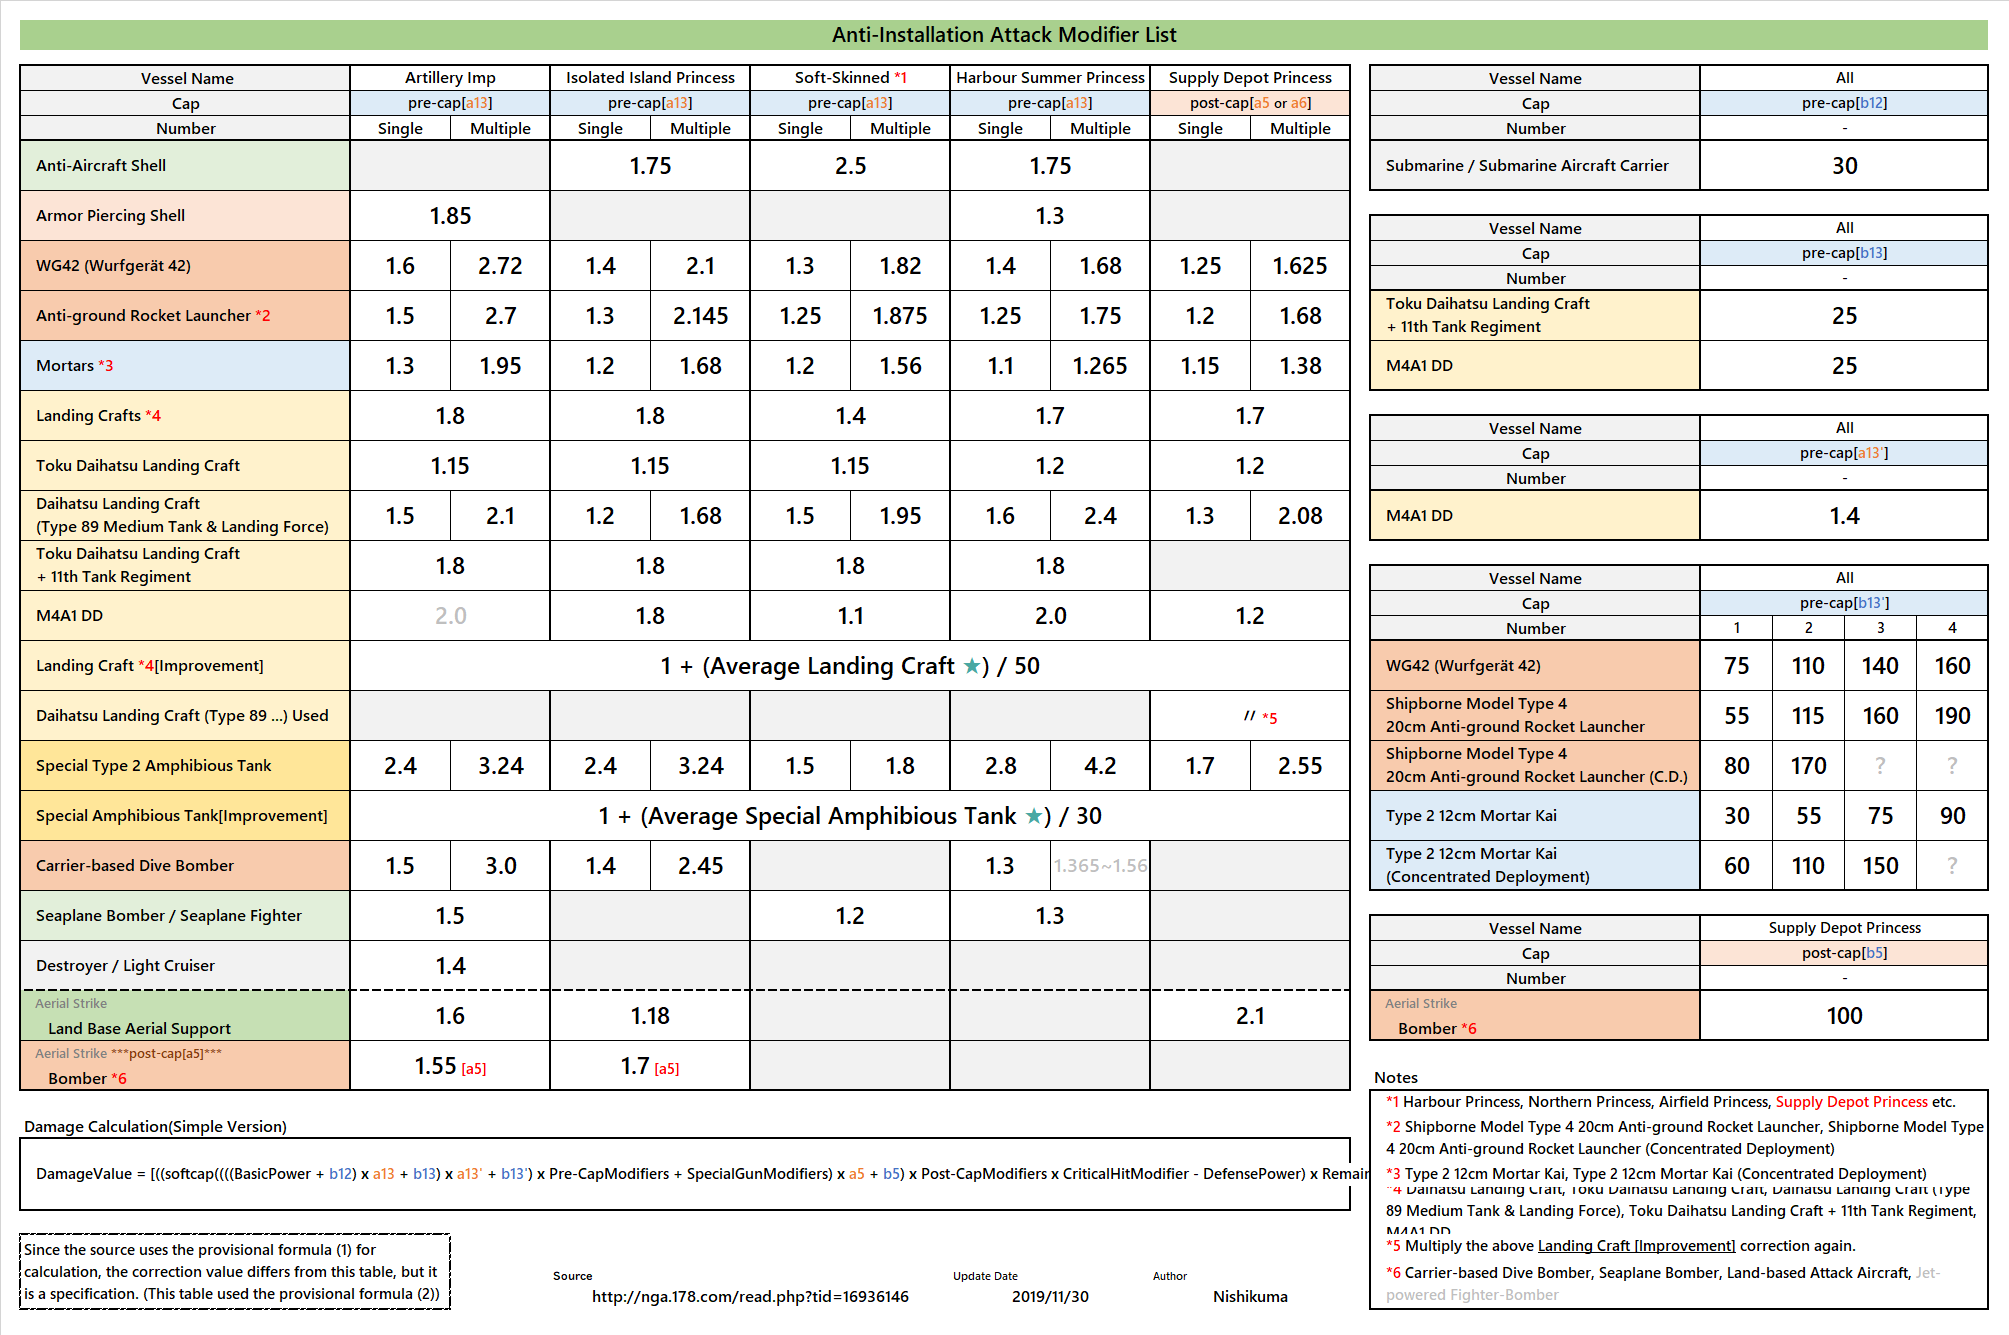 Anti-Installation Attack Modifier List
Vessel Name Artillery Imp Isolated Island Princess Soft-Skinned *1 Harbour Summer Princess Supply Depot Princess
Cap pre-cap[a13] pre-cap[a13] pre-cap[a13] pre-cap[a13] post-cap[a5 or a6]
Number Single Multiple Single Multiple Single Multiple Single Multiple Single Multiple
Anti-Aircraft Shell 1.75 2.5 1.75
Armor Piercing Shell 1.85 1.3
WG42 (Wurfgerät 42) 1.6 2.72 1.4 2.1 1.3 1.82 1.4 1.68 1.25 1.625
Anti-ground Rocket Launcher *2 1.5 2.7 1.3 2.145 1.25 1.875 1.25 1.75 1.2 1.68
Mortars *3 1.3 1.95 1.2 1.68 1.2 1.56 1.1 1.265 1.15 1.38
Landing Crafts *4 1.8 1.8 1.4 1.7 1.7
Toku Daihatsu Landing Craft 1.15 1.15 1.15 1.2 1.2
Daihatsu Landing Craft
(Type 89 Medium Tank & Landing Force) 1.5 2.1 1.2 1.68 1.5 1.95 1.6 2.4 1.3 2.08
Toku Daihatsu Landing Craft
+ 11th Tank Regiment 1.8 1.8 1.8 1.8
M4A1 DD 2.0 1.8 1.1 2.0 1.2
Landing Craft *4[Improvement] 1 + (Average Landing Craft ★) / 50
Daihatsu Landing Craft (Type 89 ...) Used 〃 *5
Special Type 2 Amphibious Tank 2.4 3.24 2.4 3.24 1.5 1.8 2.8 4.2 1.7 2.55
Special Amphibious Tank[Improvement] 1 + (Average Special Amphibious Tank ★) / 30
Carrier-based Dive Bomber 1.5 3.0 1.4 2.45 1.3 1.365~1.56
Seaplane Bomber / Seaplane Fighter 1.5 1.2 1.3
Destroyer / Light Cruiser 1.4
Aerial Strike
Land Base Aerial Support 1.6 1.18 2.1
Aerial Strike ***post-cap[a5]***
Bomber *6 1.55 [a5] 1.7 [a5]
Vessel Name All
Cap pre-cap[b12]
Number -
Submarine / Submarine Aircraft Carrier 30
Vessel Name All
Cap pre-cap[b13]
Number -
Toku Daihatsu Landing Craft
+ 11th Tank Regiment 25
M4A1 DD 25
Vessel Name All
Cap pre-cap[a13']
Number -
M4A1 DD 1.4
Vessel Name All
Cap pre-cap[b13']
Number 1 2 3 4
WG42 (Wurfgerät 42) 75 110 140 160
Shipborne Model Type 4
20cm Anti-ground Rocket Launcher 55 115 160 190
Shipborne Model Type 4
20cm Anti-ground Rocket Launcher (C.D.) 80 170 ? ?
Type 2 12cm Mortar Kai 30 55 75 90
Type 2 12cm Mortar Kai
(Concentrated Deployment) 60 110 150 ?
Vessel Name Supply Depot Princess
Cap post-cap[b5]
Number -
Aerial Strike
Bomber *6 100
Damage Calculation(Simple Version)
DamageValue = [((softcap((((BasicPower + b12) x a13 + b13) x a13' + b13') x Pre-CapModifiers + SpecialGunModifiers) x a5 + b5) x Post-CapModifiers x CriticalHitModifier - DefensePower) x Remain
Notes
*1 Harbour Princess, Northern Princess, Airfield Princess, Supply Depot Princess etc.
*2 Shipborne Model Type 4 20cm Anti-ground Rocket Launcher, Shipborne Model Type
4 20cm Anti-ground Rocket Launcher (Concentrated Deployment)
*3 Type 2 12cm Mortar Kai, Type 2 12cm Mortar Kai (Concentrated Deployment)
*4 Daihatsu Landing Craft, Toku Daihatsu Landing Craft, Daihatsu Landing Craft (Type
89 Medium Tank & Landing Force), Toku Daihatsu Landing Craft + 11th Tank Regiment,
M4A1 DD
*5 Multiply the above Landing Craft [Improvement] correction again.
*6 Carrier-based Dive Bomber, Seaplane Bomber, Land-based Attack Aircraft, Jet-
powered Fighter-Bomber
Since the source uses the provisional formula (1) for
calculation, the correction value differs from this table, but it
is a specification. (This table used the provisional formula (2))
Source Update Date Author
http://nga.178.com/read.php?tid=16936146 2019/11/30 Nishikuma